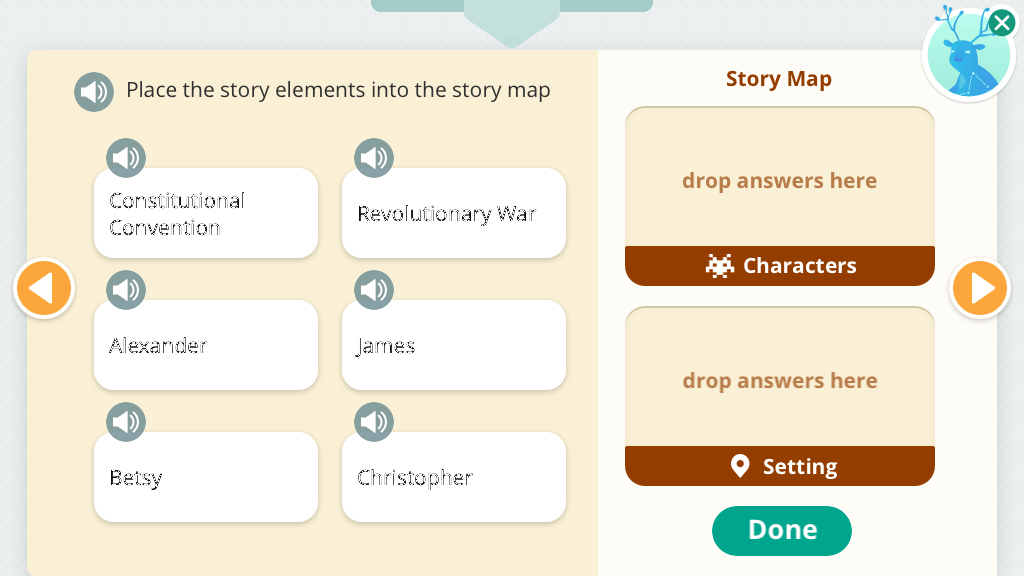 Place the story elements into the story map
Constitutional
Convention
Revolutionary War
Alexander
James
Betsy
Christopher
Story Map
drop answers here
Characters
drop answers here
Setting
Done